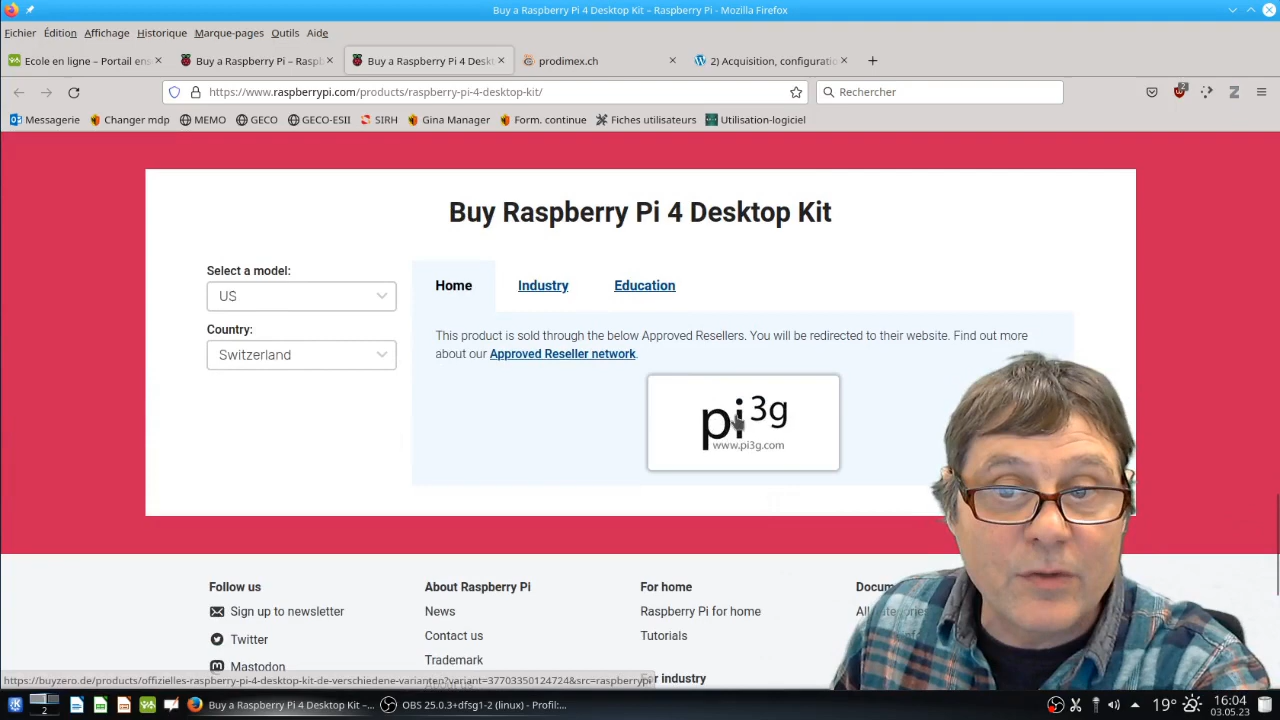 Buy a Raspberry Pi 4 Desktop Kit – Raspberry Pi - Mozilla Firefox
Fichier Édition Affichage Historique Marque-pages Outils Aide
Ecole en ligne – Portail ens
Buy a Raspberry Pi – Raspb
Buy a Raspberry Pi 4 Deskt
prodimex.ch
2) Acquisition, configuratio
https://www.raspberrypi.com/products/raspberry-pi-4-desktop-kit/
Rechercher
2
Messagerie Changer mdp MEMO GECO GECO-ESII SIRH Gina Manager Form. continue Fiches utilisateurs Utilisation-logiciel
Buy Raspberry Pi 4 Desktop Kit
Select a model:
US
Country:
Switzerland
Home Industry Education
This product is sold through the below Approved Resellers. You will be redirected to their website. Find out more
about our Approved Reseller network.
pi3g
www.pi3g.com
Follow us
Sign up to newsletter
Twitter
Mastodon
About Raspberry Pi
News
Contact us
Trademark
About us
For home
Raspberry Pi for home
Tutorials
For industry
https://buyzero.de/products/offizielles-raspberry-pi-4-desktop-kit-de-verschiedene-varianten?variant=37703350124724&src=raspberrypi
2
Buy a Raspberry Pi 4 Desktop Kit –...
OBS 25.0.3+dfsg1-2 (linux) - Profil:...
19°
16:04
03.05.23